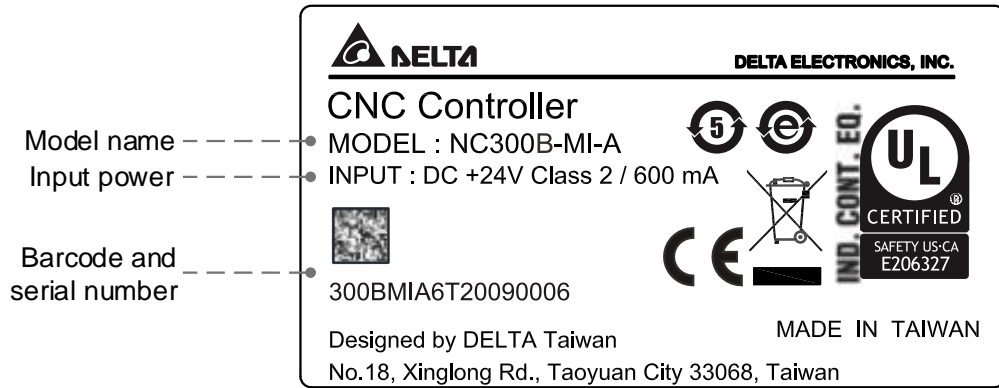 DELTA
DELTA ELECTRONICS, INC.
CNC Controller
Model name
MODEL : NC300B-MI-A
Input power
INPUT : DC +24V Class 2 / 600 mA
5
e
IND. CONT. EQ.
UL
®
CERTIFIED
SAFETY US·CA
E206327
CE
Barcode and
serial number
300BMIA6T20090006
Designed by DELTA Taiwan
MADE IN TAIWAN
No.18, Xinglong Rd., Taoyuan City 33068, Taiwan